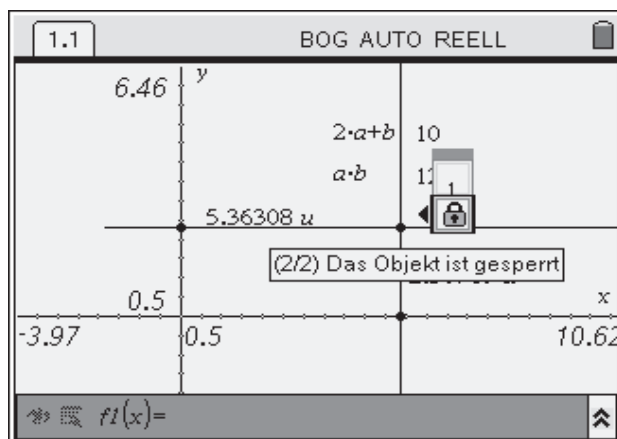 1.1 BOG AUTO REELL
6.46 y
2·a+b 10
a·b
5.36308 u
(2/2) Das Objekt ist gesperrt
0.5 x
-3.97 0.5 10.62
f1(x)=